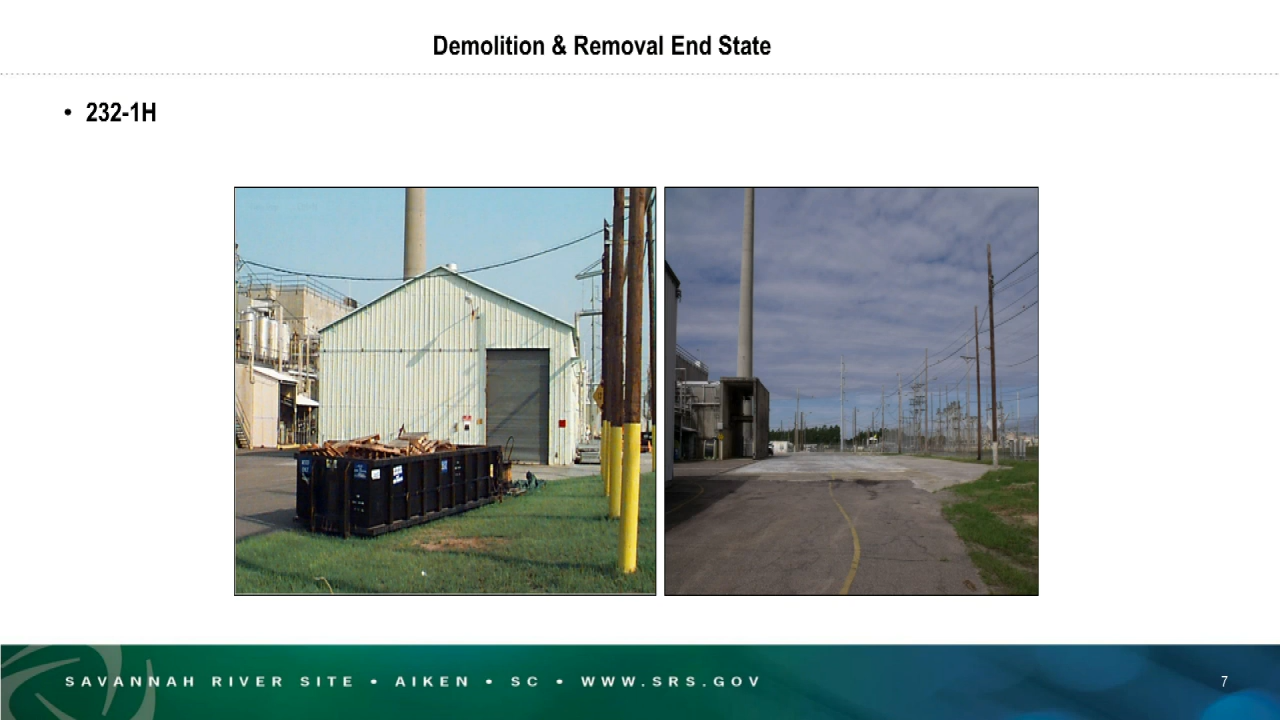 Demolition & Removal End State
• 232-1H
SAVANNAH RIVER SITE • AIKEN • SC • WWW.SRS.GOV
7